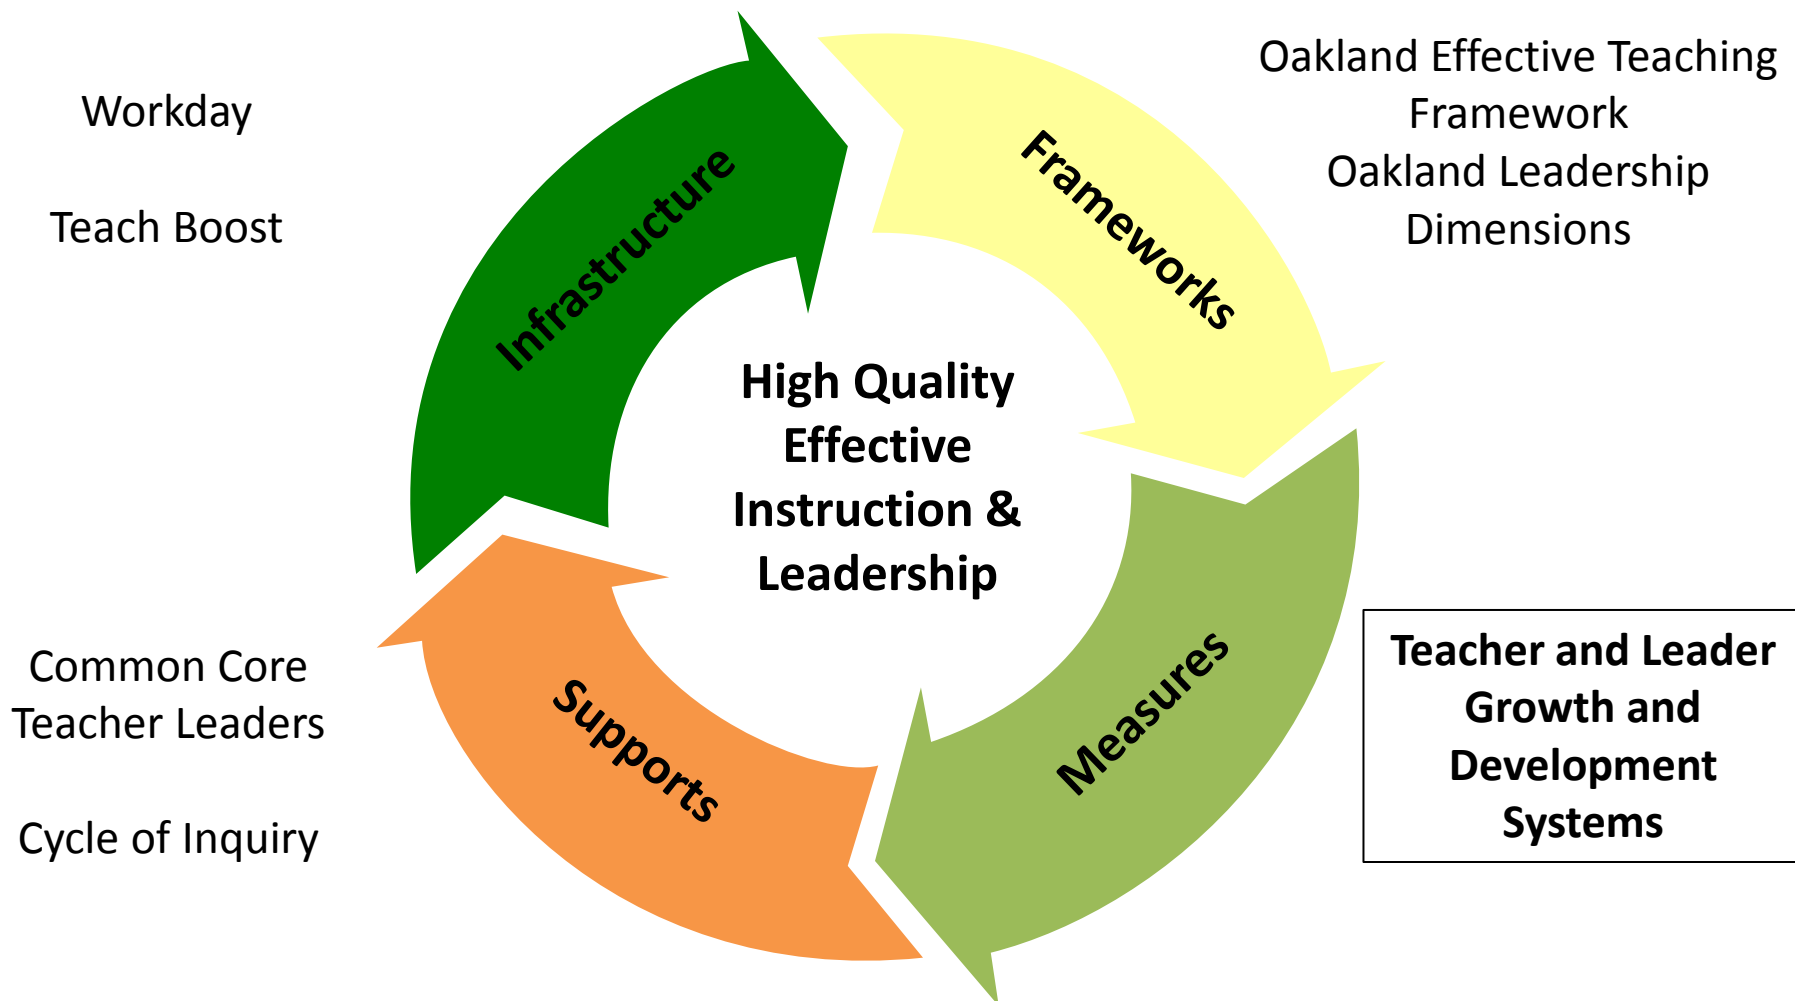 Workday
Teach Boost
Infrastructure
Frameworks
Oakland Effective Teaching
Framework
Oakland Leadership
Dimensions
High Quality
Effective
Instruction &
Leadership
Common Core
Teacher Leaders
Cycle of Inquiry
Supports
Measures
Teacher and Leader
Growth and
Development
Systems